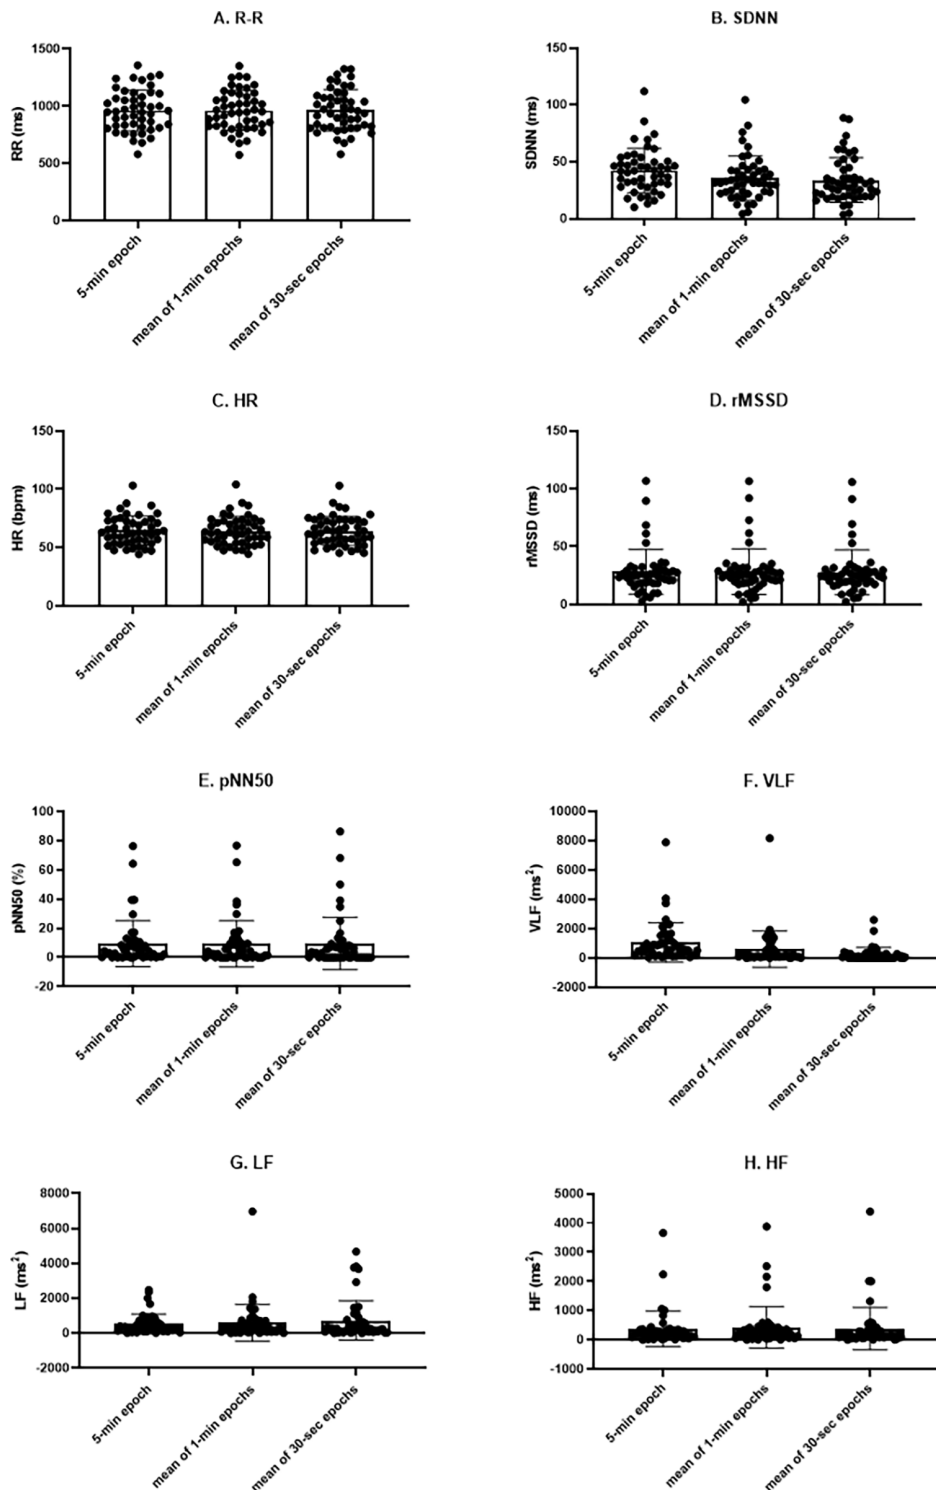 A. R-R
1500
1000
500
0
RR (ms)
5-min epoch
mean of 1-min epochs
mean of 30-sec epochs
B. SDNN
150
100
50
0
SDNN (ms)
5-min epoch
mean of 1-min epochs
mean of 30-sec epochs
C. HR
150
100
50
0
HR (bpm)
5-min epoch
mean of 1-min epochs
mean of 30-sec epochs
D. rMSSD
150
100
50
0
rMSSD (ms)
5-min epoch
mean of 1-min epochs
mean of 30-sec epochs
E. pNN50
100
80
60
40
20
0
-20
pNN50 (%)
5-min epoch
mean of 1-min epochs
mean of 30-sec epochs
F. VLF
10000
8000
6000
4000
2000
0
-2000
VLF (ms²)
5-min epoch
mean of 1-min epochs
mean of 30-sec epochs
G. LF
8000
6000
4000
2000
0
-2000
LF (ms²)
5-min epoch
mean of 1-min epochs
mean of 30-sec epochs
H. HF
5000
4000
3000
2000
1000
0
-1000
HF (ms²)
5-min epoch
mean of 1-min epochs
mean of 30-sec epochs